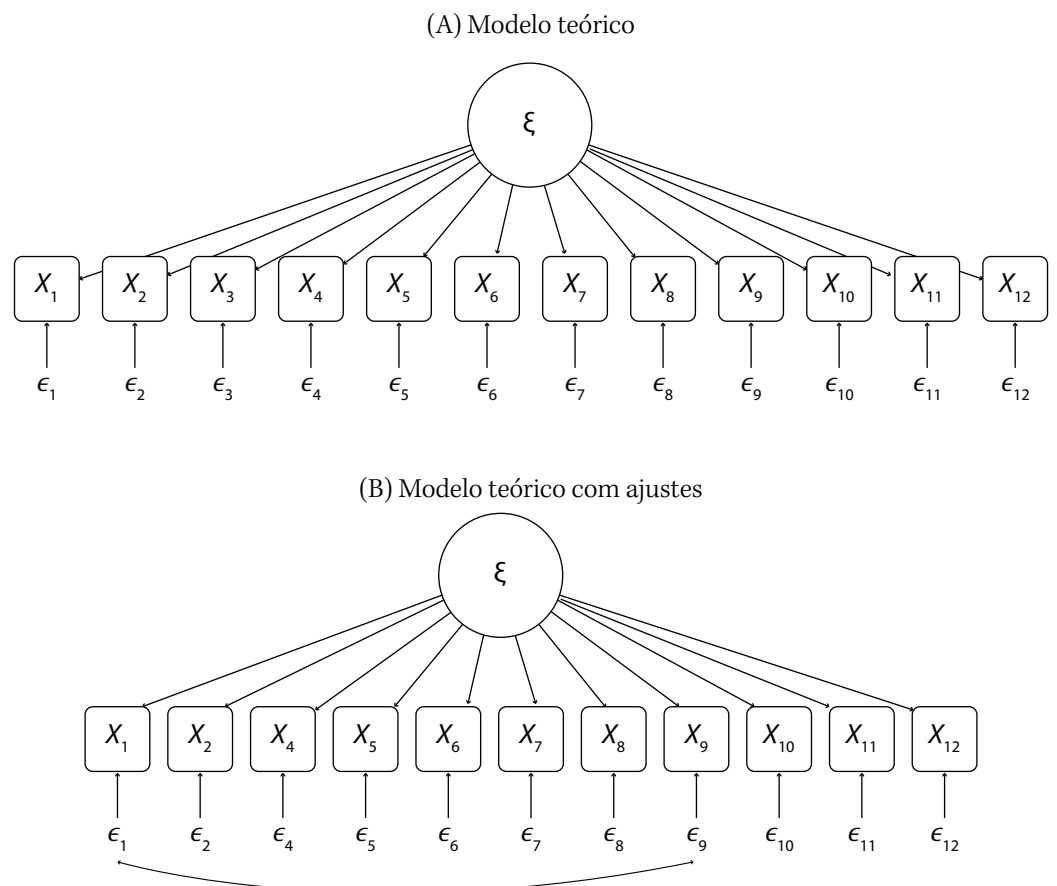 (A) Modelo teórico
ξ
X1 X2 X3 X4 X5 X6 X7 X8 X9 X10 X11 X12
ϵ1 ϵ2 ϵ3 ϵ4 ϵ5 ϵ6 ϵ7 ϵ8 ϵ9 ϵ10 ϵ11 ϵ12
(B) Modelo teórico com ajustes
ξ
X1 X2 X4 X5 X6 X7 X8 X9 X10 X11 X12
ϵ1 ϵ2 ϵ4 ϵ5 ϵ6 ϵ7 ϵ8 ϵ9 ϵ10 ϵ11 ϵ12